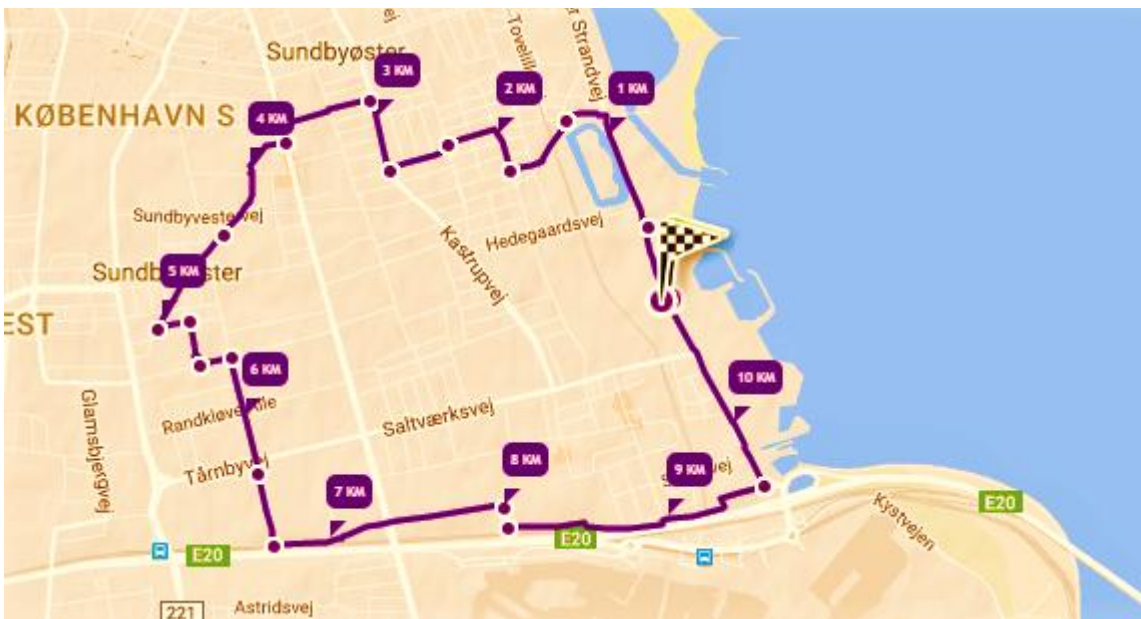 Sundbyøster
Tovelill
r Strandvej
3 KM
2 KM
1 KM
KØBENHAVN S
4 KM
Sundbyvestervej
Hedegaardsvej
Kastrupvej
5 KM
EST
6 KM
10 KM
Glamsbjergvej
Saltværksvej
Tårnbyvej
8 KM
9 KM
7 KM
E20
E20
E20
Kystvejen
221
Astridsvej